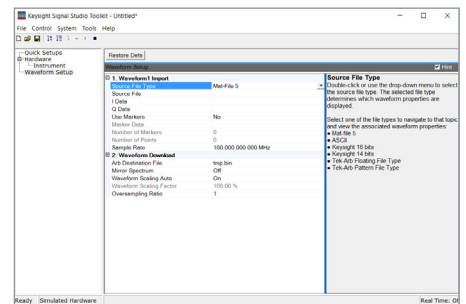 Keysight Signal Studio Toolkit - Untitled*
File Control System Tools Help
Quick Setups
Hardware
Instrument
Waveform Setup
Restore Defs
Waveform Setup
Hint
1. Waveform1 Import
Source File Type Mat-File 5
Source File
I Data
Q Data
Use Markers No
Marker Data
Number of Markers 0
Number of Points 0
Sample Rate 100.000 000 000 MHz
2. Waveform Download
Arb Destination File tmp.bin
Mirror Spectrum Off
Waveform Scaling Auto On
Waveform Scaling Factor 100.00 %
Oversampling Ratio 1
Source File Type
Double-click or use the drop-down menu to select
the source file type. The selected file type
determines which waveform properties are
displayed.
Select one of the file types to navigate to that topic
and view the associated waveform properties:
● Mat-file 5
● ASCII
● Keysight 16 bits
● Keysight 14 bits
● Tek-Arb Floating File Type
● Tek-Arb Pattern File Type
Ready Simulated Hardware Real Time: Of